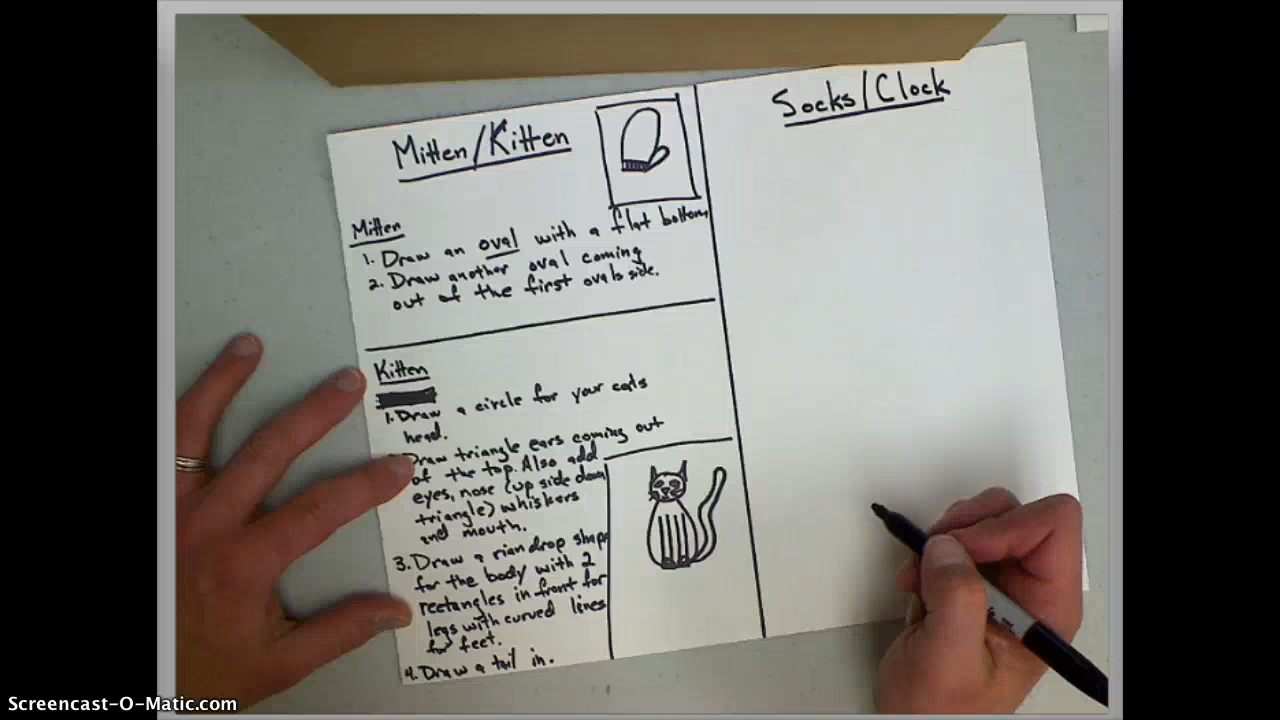 Mitten/Kitten
Mitten
1. Draw an oval with a flat bottom
2. Draw another oval coming
out of the first ovals side.
Kitten
1. Draw a circle for your cats
head.
Draw triangle ears coming out
of the top. Also add
eyes, nose (up side down
triangle) whiskers
and mouth.
3. Draw a rian drop shape
for the body with 2
rectangles in front for
legs with curved lines
for feet.
4. Draw a tail in.
Socks/Clock
Screencast-O-Matic.com